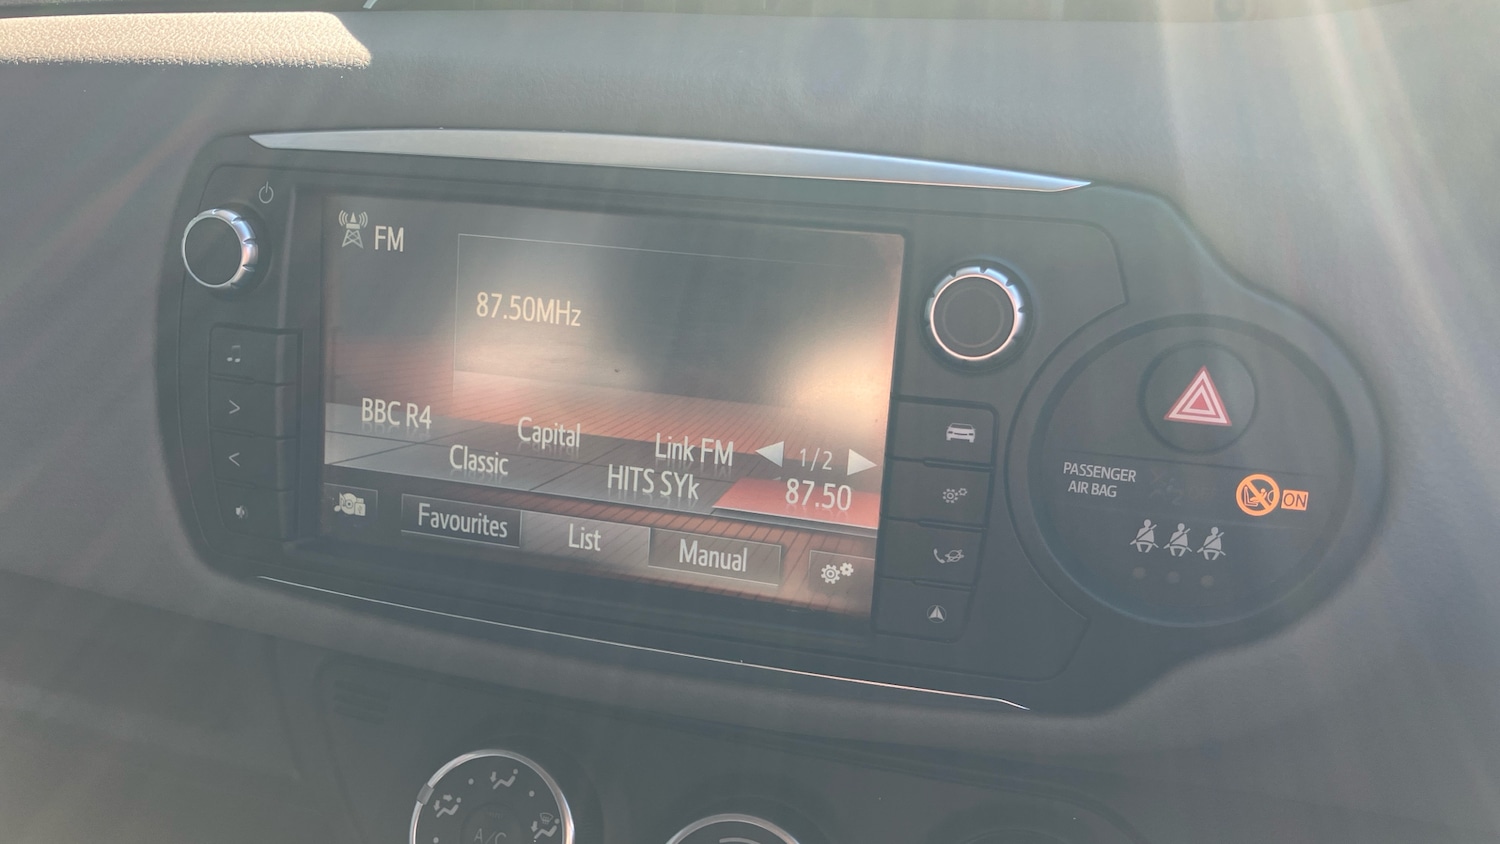 FM
87.50MHz
BBC R4
Capital
Link FM
1/2
Classic
HITS SYk
87.50
Favourites
List
Manual
PASSENGER
AIR BAG
ON
A/C